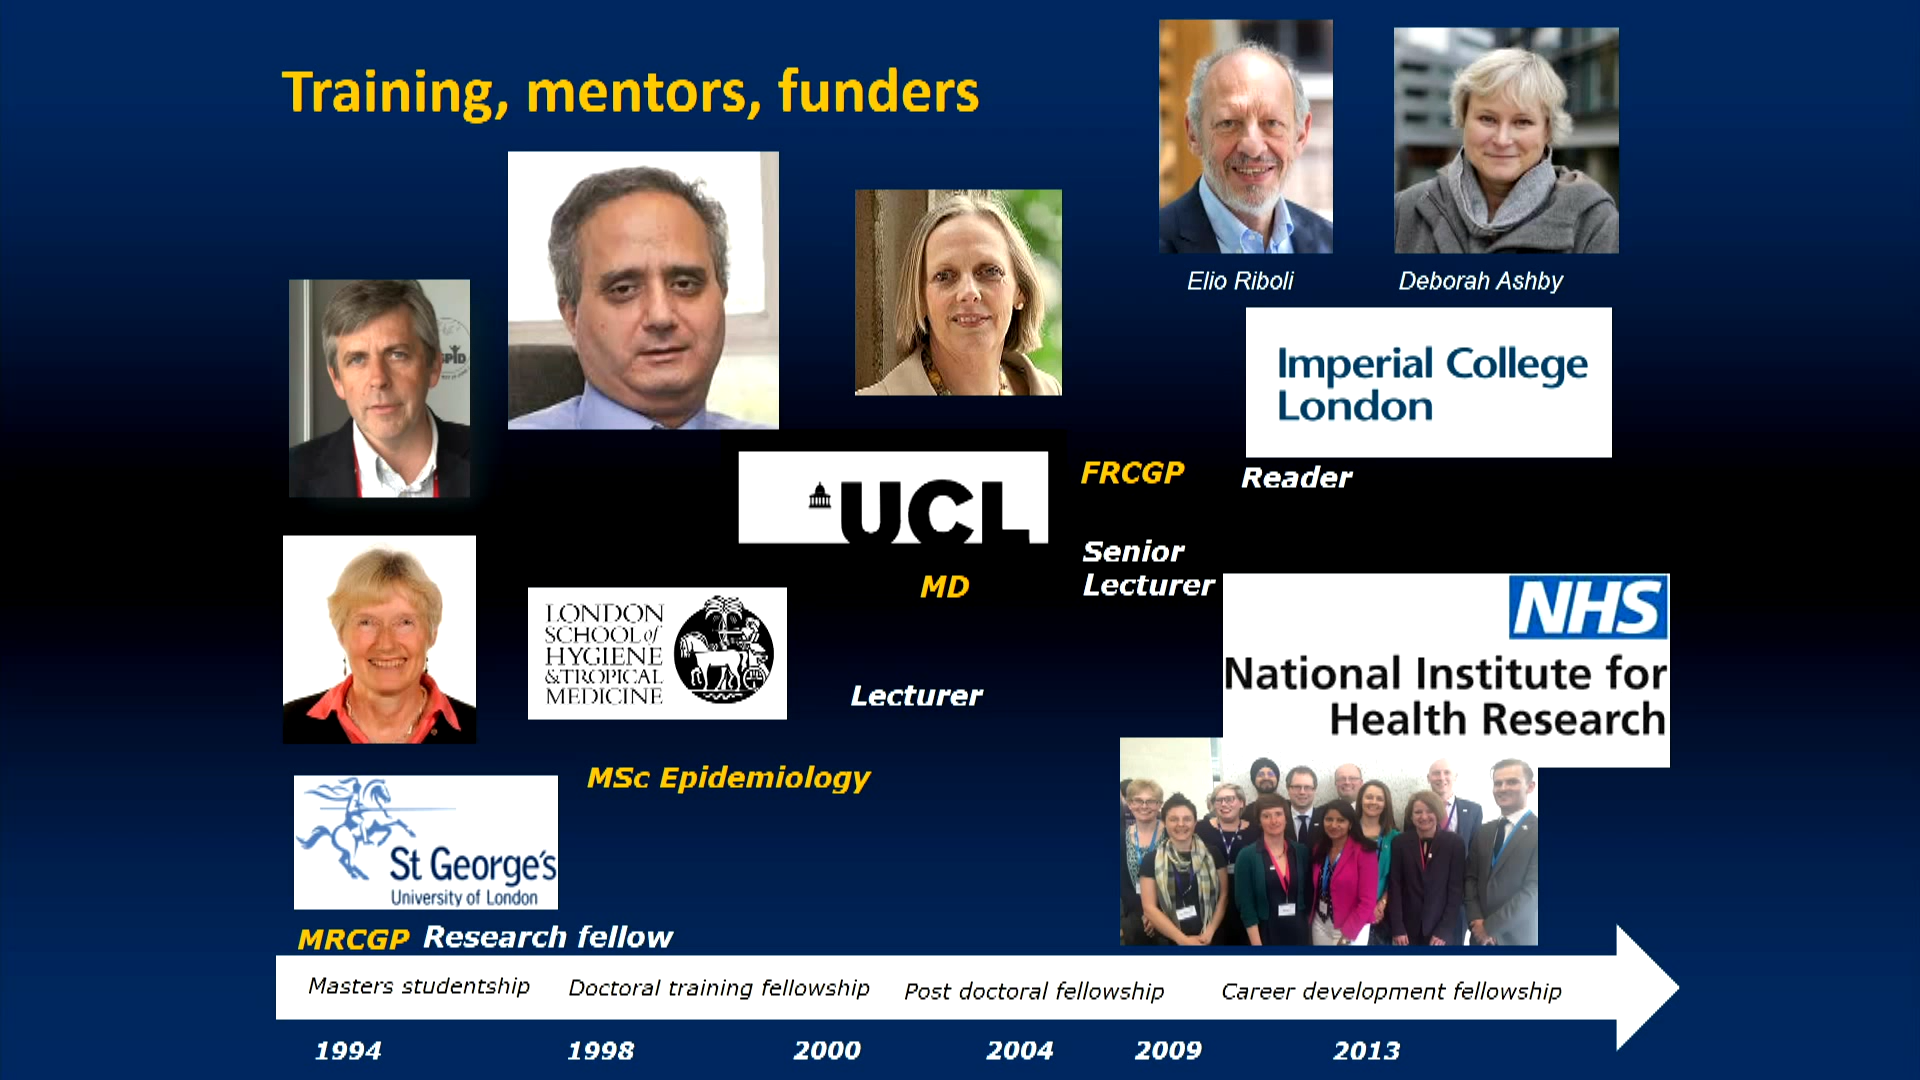 Training, mentors, funders
Elio Riboli
Deborah Ashby
Imperial College
London
FRCGP
Reader
UCL
Senior
Lecturer
MD
NHS
National Institute for
Health Research
LONDON
SCHOOL of
HYGIENE
& TROPICAL
MEDICINE
Lecturer
MSc Epidemiology
St George's
University of London
MRCGP Research fellow
Masters studentship
Doctoral training fellowship
Post doctoral fellowship
Career development fellowship
1994
1998
2000
2004
2009
2013